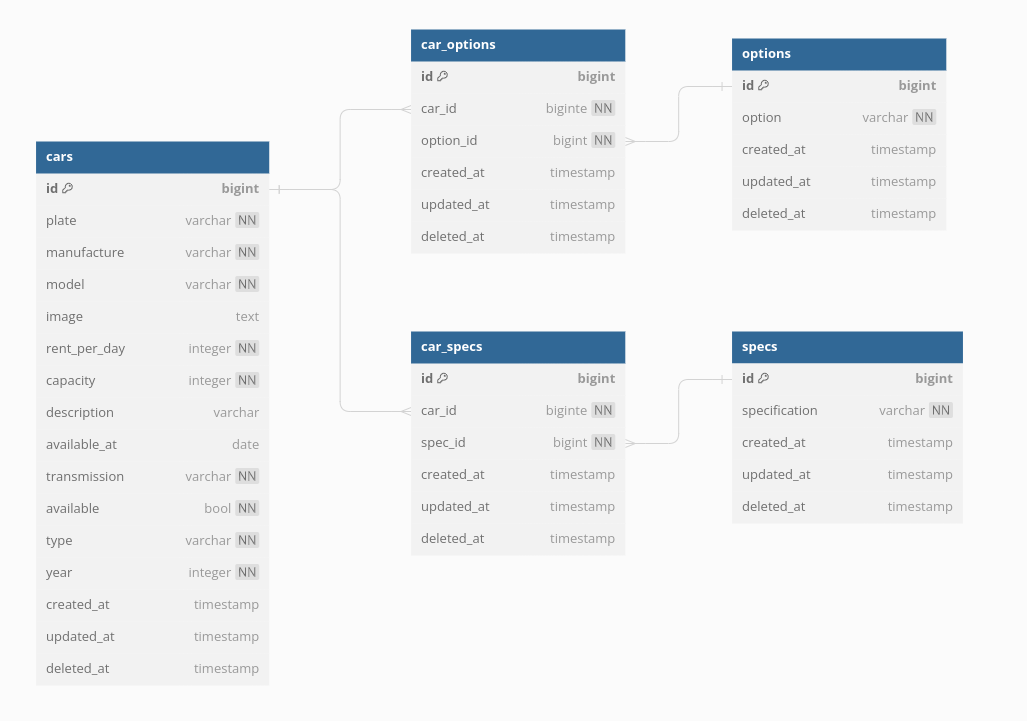 cars
id bigint
plate varchar NN
manufacture varchar NN
model varchar NN
image text
rent_per_day integer NN
capacity integer NN
description varchar
available_at date
transmission varchar NN
available bool NN
type varchar NN
year integer NN
created_at timestamp
updated_at timestamp
deleted_at timestamp
car_options
id bigint
car_id biginte NN
option_id bigint NN
created_at timestamp
updated_at timestamp
deleted_at timestamp
options
id bigint
option varchar NN
created_at timestamp
updated_at timestamp
deleted_at timestamp
car_specs
id bigint
car_id biginte NN
spec_id bigint NN
created_at timestamp
updated_at timestamp
deleted_at timestamp
specs
id bigint
specification varchar NN
created_at timestamp
updated_at timestamp
deleted_at timestamp